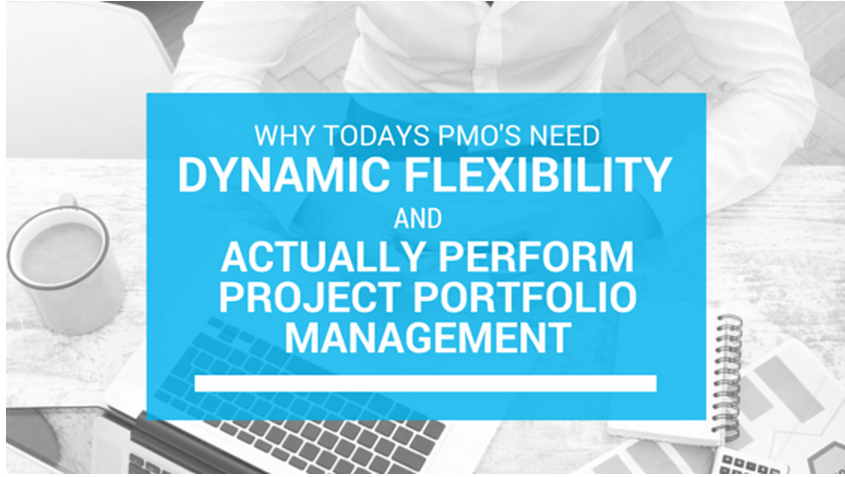 WHY TODAYS PMO'S NEED
DYNAMIC FLEXIBILITY
AND
ACTUALLY PERFORM
PROJECT PORTFOLIO
MANAGEMENT